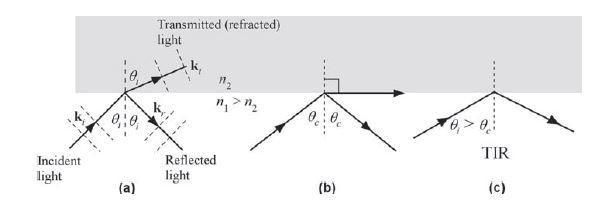 Transmitted (refracted)
light
θt
kt
n2
n1 > n2
ki
θi
θi
kr
θc
θc
θi > θc
TIR
Incident
light
Reflected
light
(a)
(b)
(c)